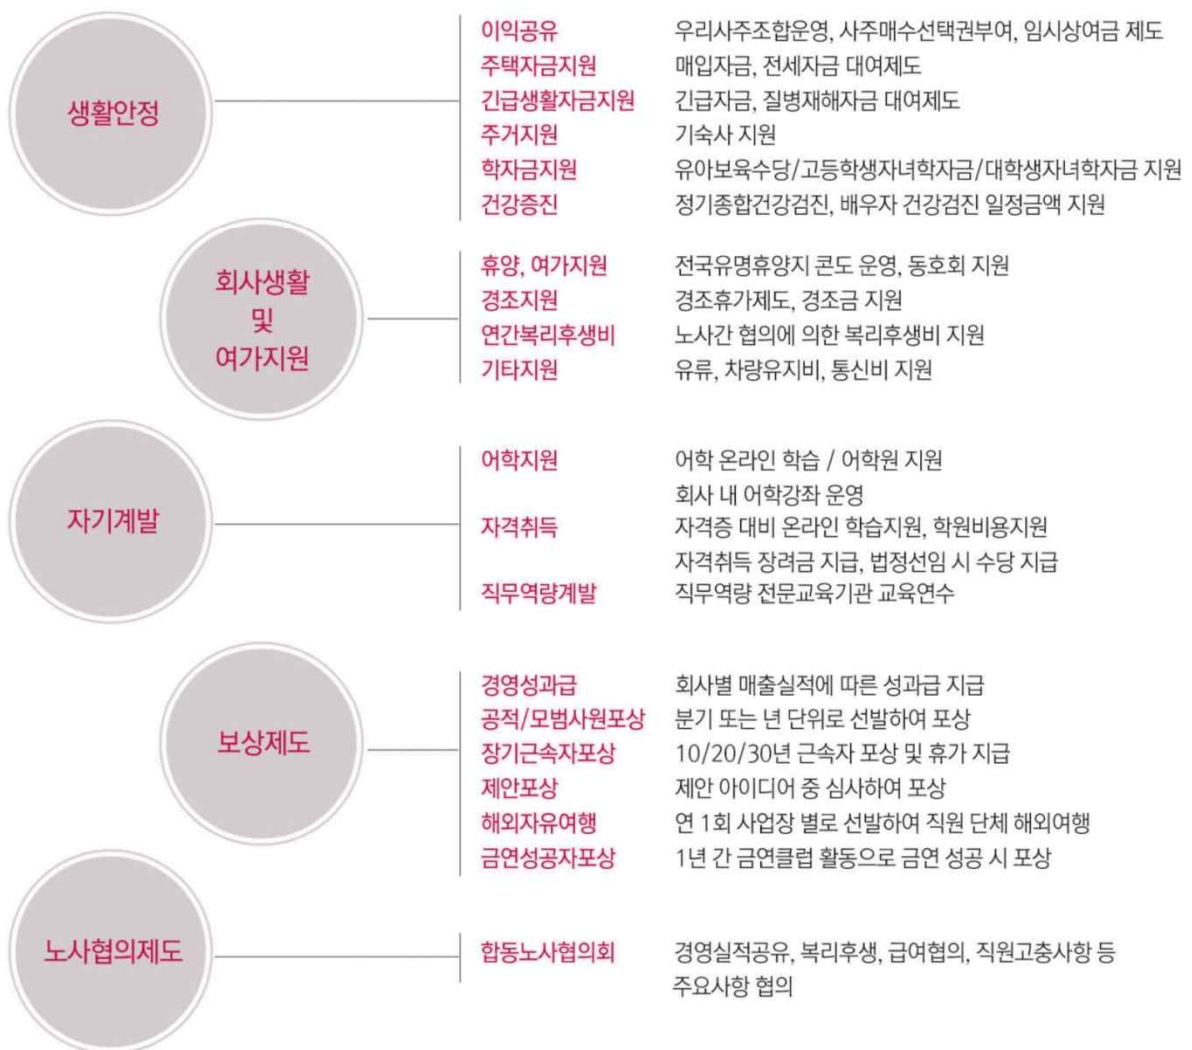 생활안정
이익공유 우리사주조합운영, 사주매수선택권부여, 임시상여금 제도
주택자금지원 매입자금, 전세자금 대여제도
긴급생활자금지원 긴급자금, 질병재해자금 대여제도
주거지원 기숙사 지원
학자금지원 유아보육수당/고등학생자녀학자금/대학생자녀학자금 지원
건강증진 정기종합건강검진, 배우자 건강검진 일정금액 지원
회사생활
및
여가지원
휴양, 여가지원 전국유명휴양지 콘도 운영, 동호회 지원
경조지원 경조휴가제도, 경조금 지원
연간복리후생비 노사간 협의에 의한 복리후생비 지원
기타지원 유류, 차량유지비, 통신비 지원
자기계발
어학지원 어학 온라인 학습 / 어학원 지원
회사 내 어학강좌 운영
자격취득 자격증 대비 온라인 학습지원, 학원비용지원
자격취득 장려금 지급, 법정선임 시 수당 지급
직무역량계발 직무역량 전문교육기관 교육연수
보상제도
경영성과급 회사별 매출실적에 따른 성과급 지급
공적/모범사원포상 분기 또는 년 단위로 선발하여 포상
장기근속자포상 10/20/30년 근속자 포상 및 휴가 지급
제안포상 제안 아이디어 중 심사하여 포상
해외자유여행 연 1회 사업장 별로 선발하여 직원 단체 해외여행
금연성공자포상 1년 간 금연클럽 활동으로 금연 성공 시 포상
노사협의제도
합동노사협의회 경영실적공유, 복리후생, 급여협의, 직원고충사항 등
주요사항 협의